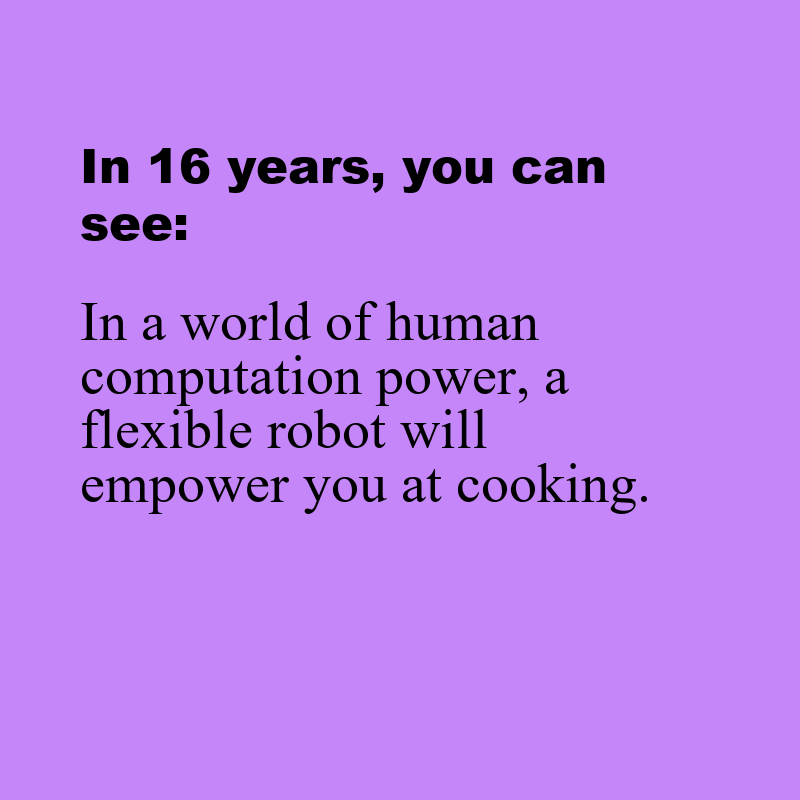 In 16 years, you can
see:
In a world of human
computation power, a
flexible robot will
empower you at cooking.